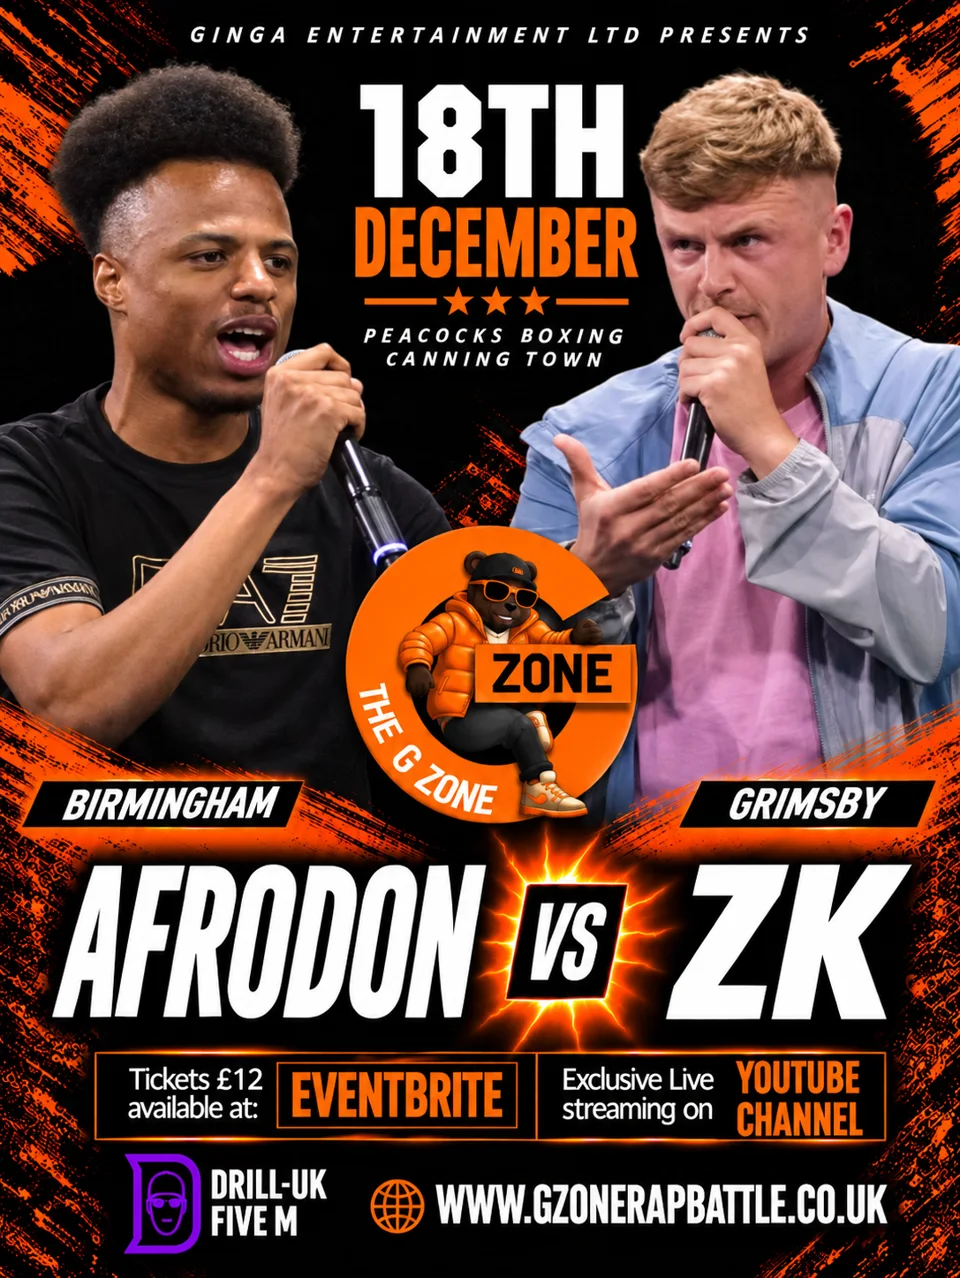 GINGA ENTERTAINMENT LTD PRESENTS
18TH
DECEMBER
PEACOCKS BOXING
CANNING TOWN
EMPORIO ARMANI
EA7
ZONE
THE G ZONE
BIRMINGHAM
GRIMSBY
AFRODON
VS
ZK
Tickets £12
available at:
EVENTBRITE
Exclusive Live
streaming on
YOUTUBE
CHANNEL
DRILL-UK
FIVE M
WWW.GZONERAPBATTLE.CO.UK